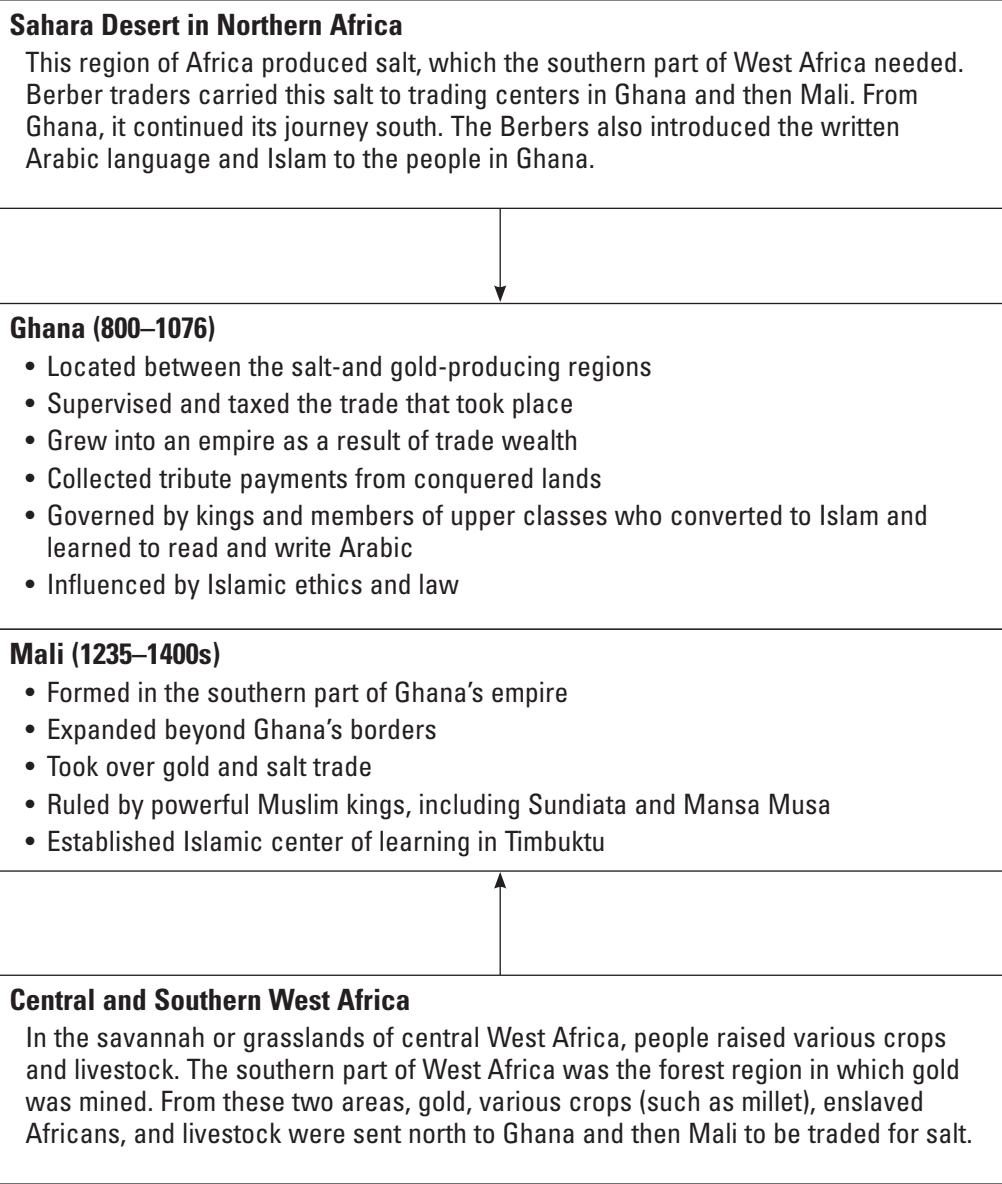 Sahara Desert in Northern Africa
This region of Africa produced salt, which the southern part of West Africa needed.
Berber traders carried this salt to trading centers in Ghana and then Mali. From
Ghana, it continued its journey south. The Berbers also introduced the written
Arabic language and Islam to the people in Ghana.
Ghana (800–1076)
• Located between the salt-and gold-producing regions
• Supervised and taxed the trade that took place
• Grew into an empire as a result of trade wealth
• Collected tribute payments from conquered lands
• Governed by kings and members of upper classes who converted to Islam and
learned to read and write Arabic
• Influenced by Islamic ethics and law
Mali (1235–1400s)
• Formed in the southern part of Ghana’s empire
• Expanded beyond Ghana’s borders
• Took over gold and salt trade
• Ruled by powerful Muslim kings, including Sundiata and Mansa Musa
• Established Islamic center of learning in Timbuktu
Central and Southern West Africa
In the savannah or grasslands of central West Africa, people raised various crops
and livestock. The southern part of West Africa was the forest region in which gold
was mined. From these two areas, gold, various crops (such as millet), enslaved
Africans, and livestock were sent north to Ghana and then Mali to be traded for salt.